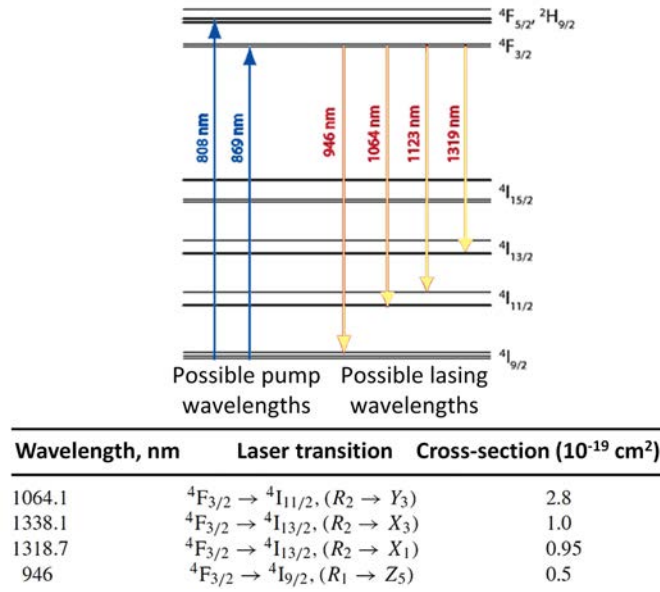 ⁴F₅/₂, ²H₉/₂
⁴F₃/₂
808 nm
869 nm
946 nm
1064 nm
1123 nm
1319 nm
⁴I₁₅/₂
⁴I₁₃/₂
⁴I₁₁/₂
⁴I₉/₂
Possible pump wavelengths
Possible lasing wavelengths
Wavelength, nm Laser transition Cross-section (10⁻¹⁹ cm²)
1064.1 ⁴F₃/₂ → ⁴I₁₁/₂, (R₂ → Y₃) 2.8
1338.1 ⁴F₃/₂ → ⁴I₁₃/₂, (R₂ → X₃) 1.0
1318.7 ⁴F₃/₂ → ⁴I₁₃/₂, (R₂ → X₁) 0.95
946 ⁴F₃/₂ → ⁴I₉/₂, (R₁ → Z₅) 0.5